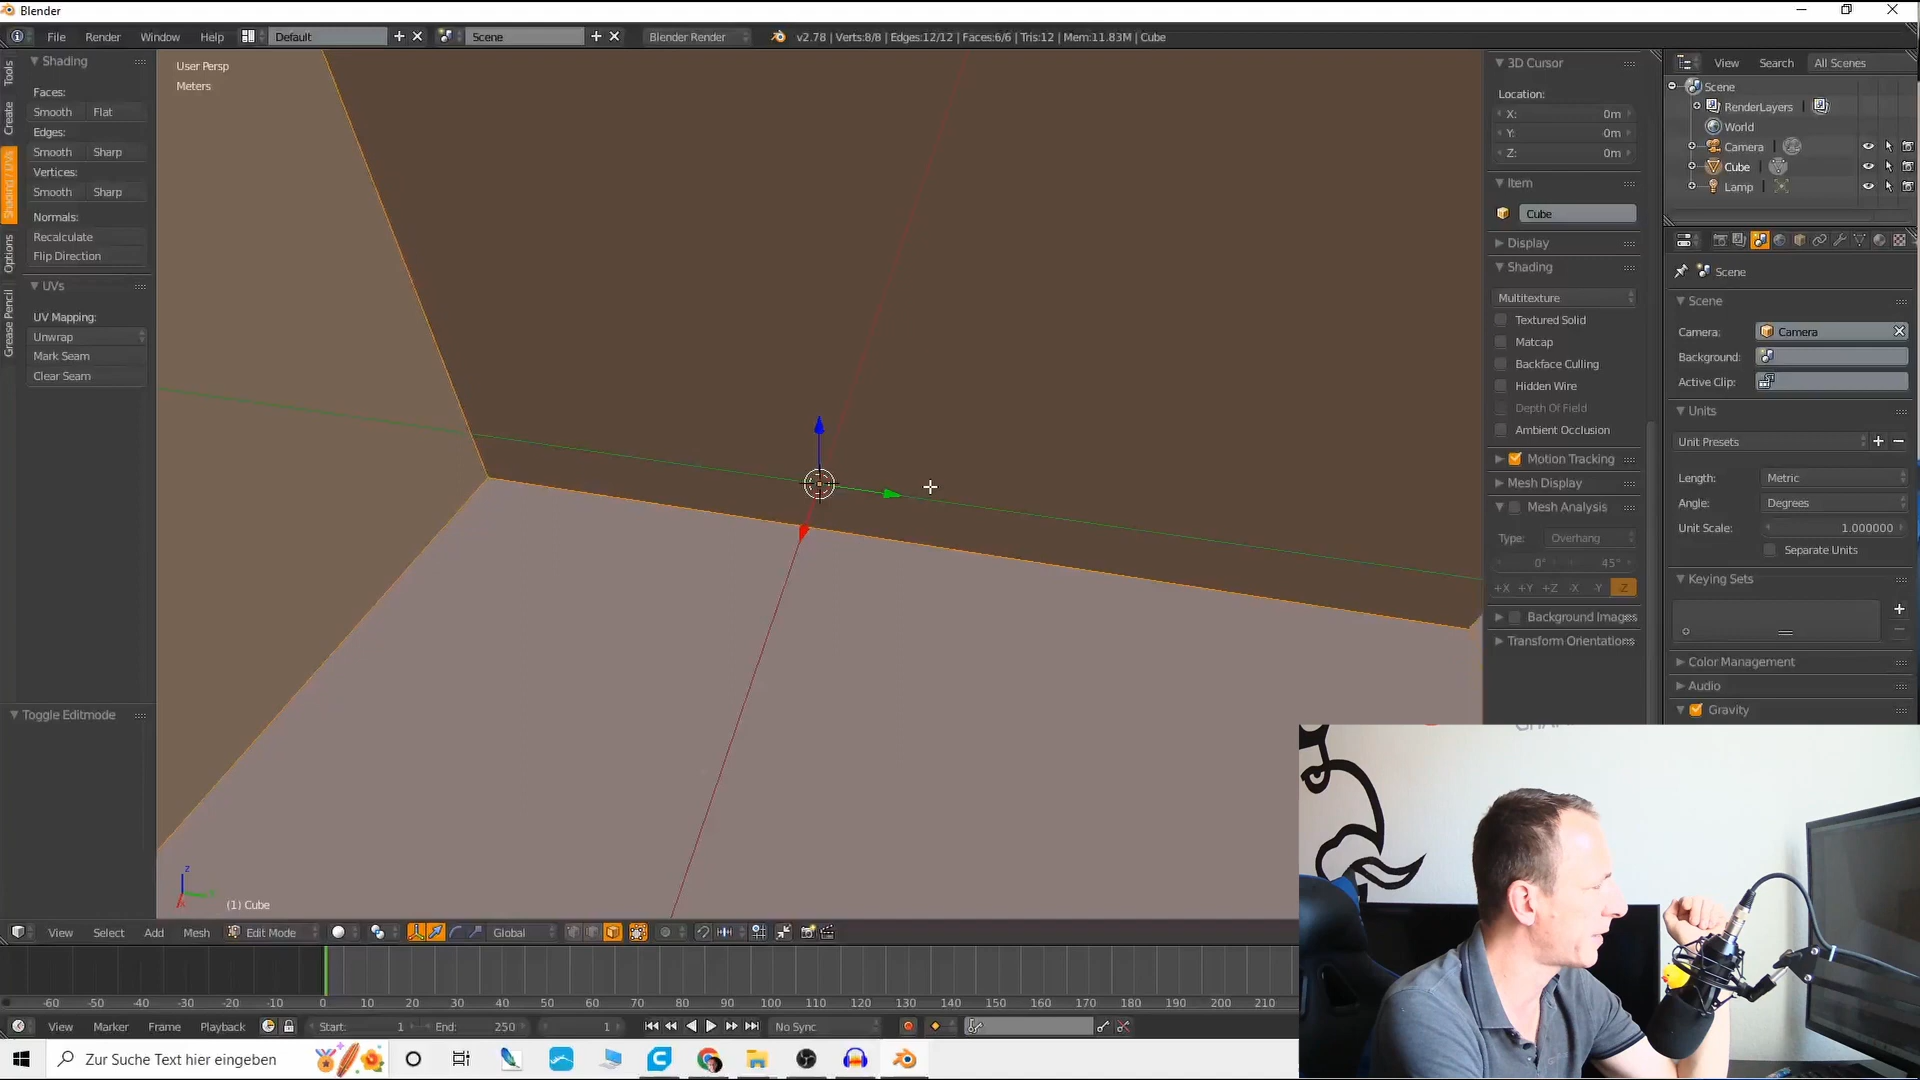 Blender
File Render Window Help Default Scene Blender Render v2.78 | Verts:8/8 | Edges:12/12 | Faces:6/6 | Tris:12 | Mem:11.83M | Cube
Tools
Create
Shading / UVs
Options
Grease Pencil
Shading
Faces:
Smooth Flat
Edges:
Smooth Sharp
Vertices:
Smooth Sharp
Normals:
Recalculate
Flip Direction
UVs
UV Mapping:
Unwrap
Mark Seam
Clear Seam
Toggle Editmode
User Persp
Meters
z
(1) Cube
3D Cursor
Location:
X: 0m
Y: 0m
Z: 0m
Item
Cube
Display
Shading
Multitexture
Textured Solid
Matcap
Backface Culling
Hidden Wire
Depth Of Field
Ambient Occlusion
Motion Tracking
Mesh Display
Mesh Analysis
Type: Overhang
0° 45°
+X +Y +Z -X -Y -Z
Background Images
Transform Orientations
View Search All Scenes
Scene
RenderLayers
World
Camera
Cube
Lamp
Scene
Scene
Camera: Camera
Background:
Active Clip:
Units
Unit Presets
Length: Metric
Angle: Degrees
Unit Scale: 1.000000
Separate Units
Keying Sets
Color Management
Audio
Gravity
View Select Add Mesh Edit Mode Global
-60 -50 -40 -30 -20 -10 0 10 20 30 40 50 60 70 80 90 100 110 120 130 140 150 160 170 180 190 200 210
View Marker Frame Playback Start: 1 End: 250 1 No Sync
Zur Suche Text hier eingeben